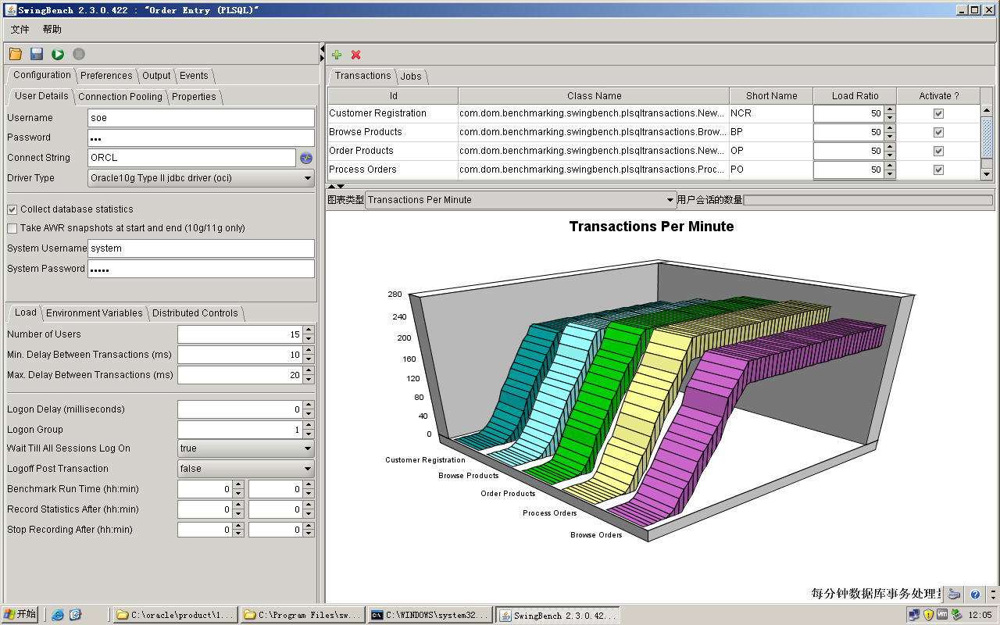 SwingBench 2.3.0.422 : "Order Entry (PLSQL)"
文件 帮助
Configuration Preferences Output Events
User Details Connection Pooling Properties
Username soe
Password •••
Connect String ORCL
Driver Type Oracle10g Type II jdbc driver (oci)
Collect database statistics
Take AWR snapshots at start and end (10g/11g only)
System Username system
System Password •••••
Load Environment Variables Distributed Controls
Number of Users 15
Min. Delay Between Transactions (ms) 10
Max. Delay Between Transactions (ms) 20
Logon Delay (milliseconds) 0
Logon Group 1
Wait Till All Sessions Log On true
Logoff Post Transaction false
Benchmark Run Time (hh:min) 0 0
Record Statistics After (hh:min) 0 0
Stop Recording After (hh:min) 0 0
Transactions Jobs
Id Class Name Short Name Load Ratio Activate ?
Customer Registration com.dom.benchmarking.swingbench.plsqltransactions.New... NCR 50
Browse Products com.dom.benchmarking.swingbench.plsqltransactions.Brow... BP 50
Order Products com.dom.benchmarking.swingbench.plsqltransactions.New... OP 50
Process Orders com.dom.benchmarking.swingbench.plsqltransactions.Proc... PO 50
图表类型 Transactions Per Minute 用户会话的数量
Transactions Per Minute
280
240
200
160
120
80
40
0
Customer Registration
Browse Products
Order Products
Process Orders
Browse Orders
每分钟数据库事务处理
开始 C:\oracle\product\1... C:\Program Files\sw... C:\WINDOWS\system32... SwingBench 2.3.0.42... 12:05